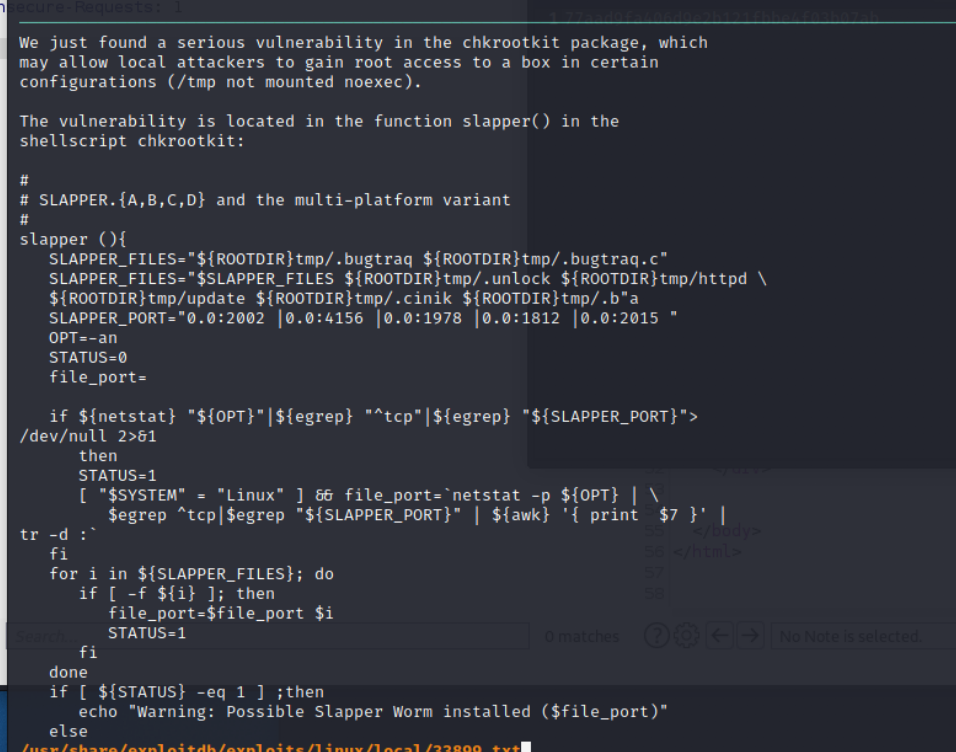 nsecure-Requests: 1
We just found a serious vulnerability in the chkrootkit package, which
may allow local attackers to gain root access to a box in certain
configurations (/tmp not mounted noexec).
The vulnerability is located in the function slapper() in the
shellscript chkrootkit:
#
# SLAPPER.{A,B,C,D} and the multi-platform variant
#
slapper (){
SLAPPER_FILES="${ROOTDIR}tmp/.bugtraq ${ROOTDIR}tmp/.bugtraq.c"
SLAPPER_FILES="$SLAPPER_FILES ${ROOTDIR}tmp/.unlock ${ROOTDIR}tmp/httpd \
${ROOTDIR}tmp/update ${ROOTDIR}tmp/.cinik ${ROOTDIR}tmp/.b"a
SLAPPER_PORT="0.0:2002 |0.0:4156 |0.0:1978 |0.0:1812 |0.0:2015 "
OPT=-an
STATUS=0
file_port=
if ${netstat} "${OPT}"|${egrep} "^tcp"|${egrep} "${SLAPPER_PORT}">
/dev/null 2>&1
then
STATUS=1
[ "$SYSTEM" = "Linux" ] && file_port=`netstat -p ${OPT} | \
$egrep ^tcp|$egrep "${SLAPPER_PORT}" | ${awk} '{ print  $7 }' |
tr -d :`
fi
for i in ${SLAPPER_FILES}; do
if [ -f ${i} ]; then
file_port=$file_port $i
STATUS=1
fi
done
if [ ${STATUS} -eq 1 ] ;then
echo "Warning: Possible Slapper Worm installed ($file_port)"
else
/usr/share/exploitdb/exploits/linux/local/33899.txt
55 </body>
56 </html>
57
58
Search...
0 matches
No Note is selected.